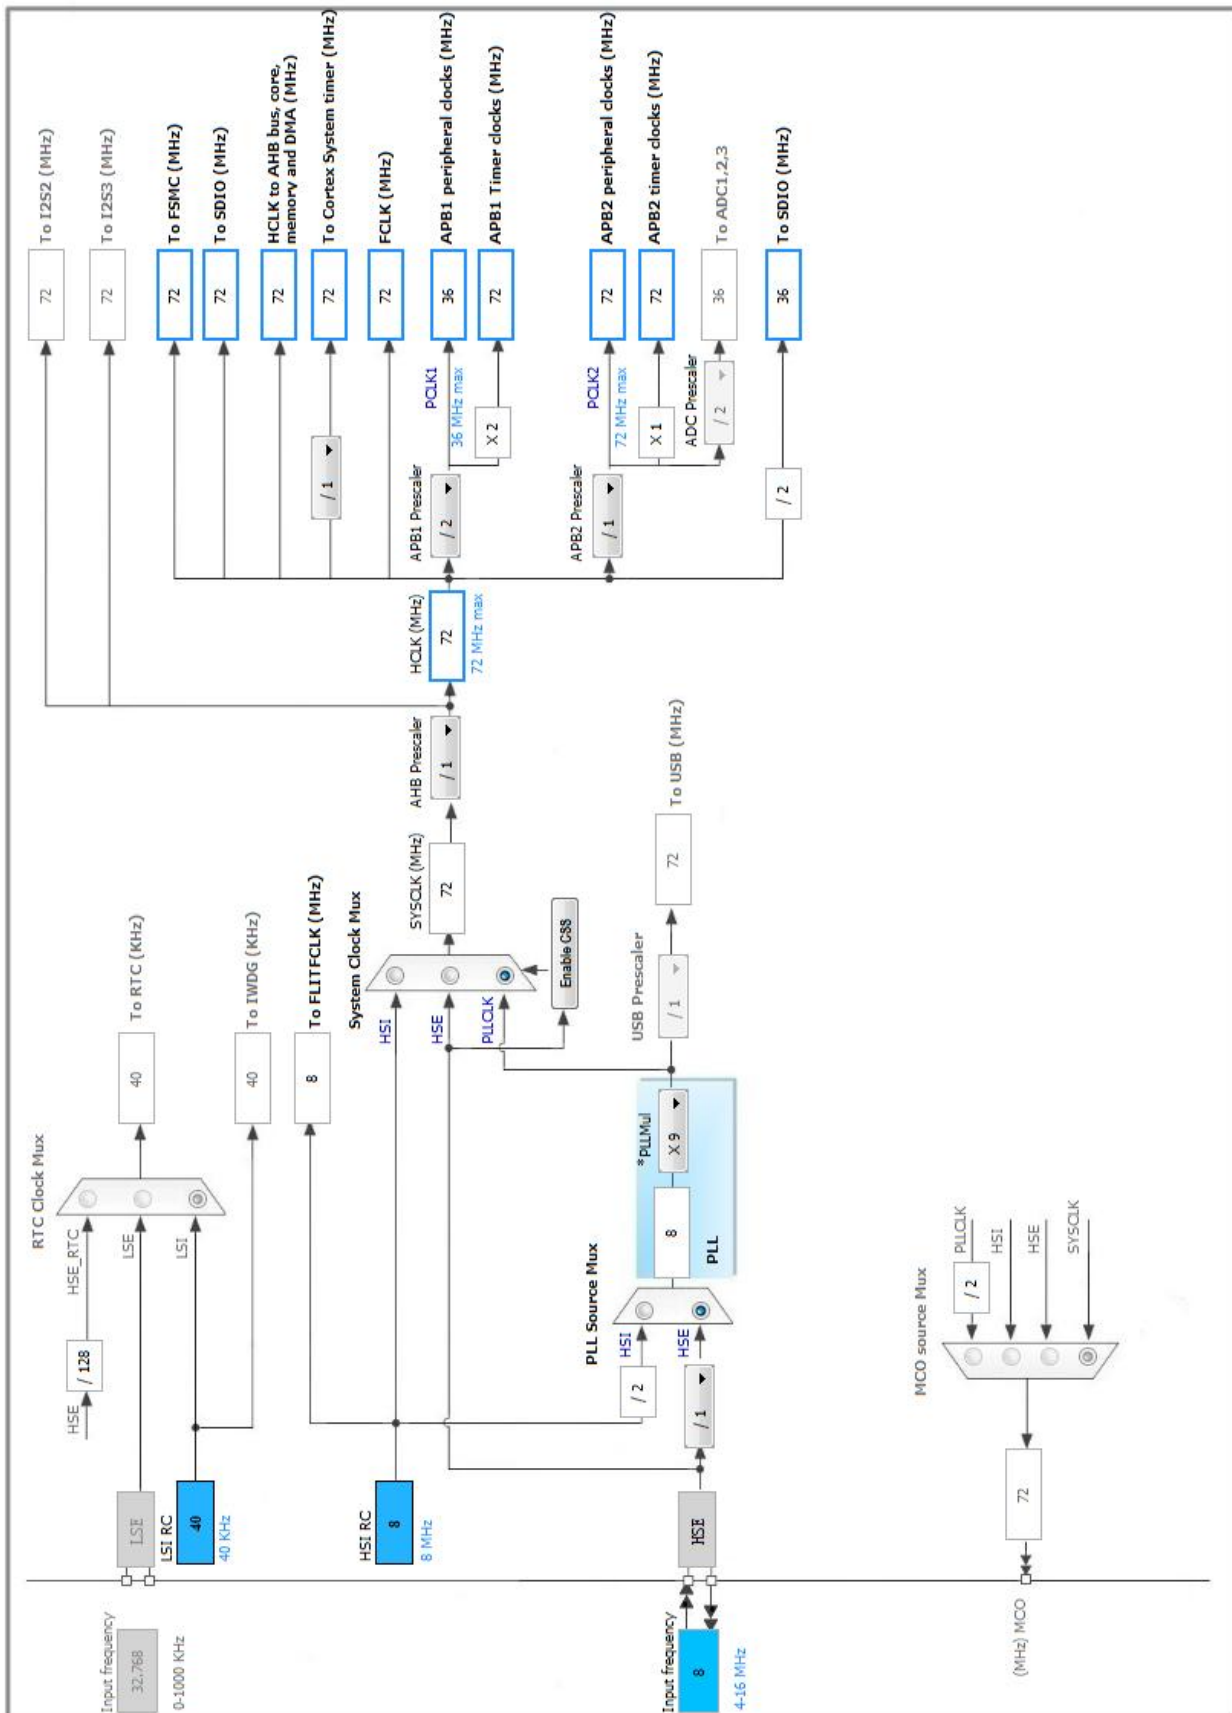 Input frequency
32.768
0-1000 KHz
LSE
LSI RC
40
40 KHz
HSE
/ 128
HSE_RTC
LSE
LSI
RTC Clock Mux
40
To RTC (KHz)
40
To IWDG (KHz)
HSI RC
8
8 MHz
8
To FLITFCLK (MHz)
System Clock Mux
HSI
HSE
PLLCLK
Enable CSS
SYSCLK (MHz)
72
AHB Prescaler
/ 1
HCLK (MHz)
72
72 MHz max
72
To I2S2 (MHz)
72
To I2S3 (MHz)
72
To FSMC (MHz)
72
To SDIO (MHz)
72
HCLK to AHB bus, core,
memory and DMA (MHz)
/ 1
72
To Cortex System timer (MHz)
72
FCLK (MHz)
APB1 Prescaler
/ 2
PCLK1
36 MHz max
36
APB1 peripheral clocks (MHz)
X 2
72
APB1 Timer clocks (MHz)
APB2 Prescaler
/ 1
PCLK2
72 MHz max
72
APB2 peripheral clocks (MHz)
X 1
72
APB2 timer clocks (MHz)
ADC Prescaler
/ 2
36
To ADC1,2,3
/ 2
36
To SDIO (MHz)
Input frequency
8
4-16 MHz
HSE
/ 1
/ 2
PLL Source Mux
HSI
HSE
8
*PLLMul
X 9
PLL
USB Prescaler
/ 1
72
To USB (MHz)
(MHz) MCO
72
MCO source Mux
/ 2
PLLCLK
HSI
HSE
SYSCLK